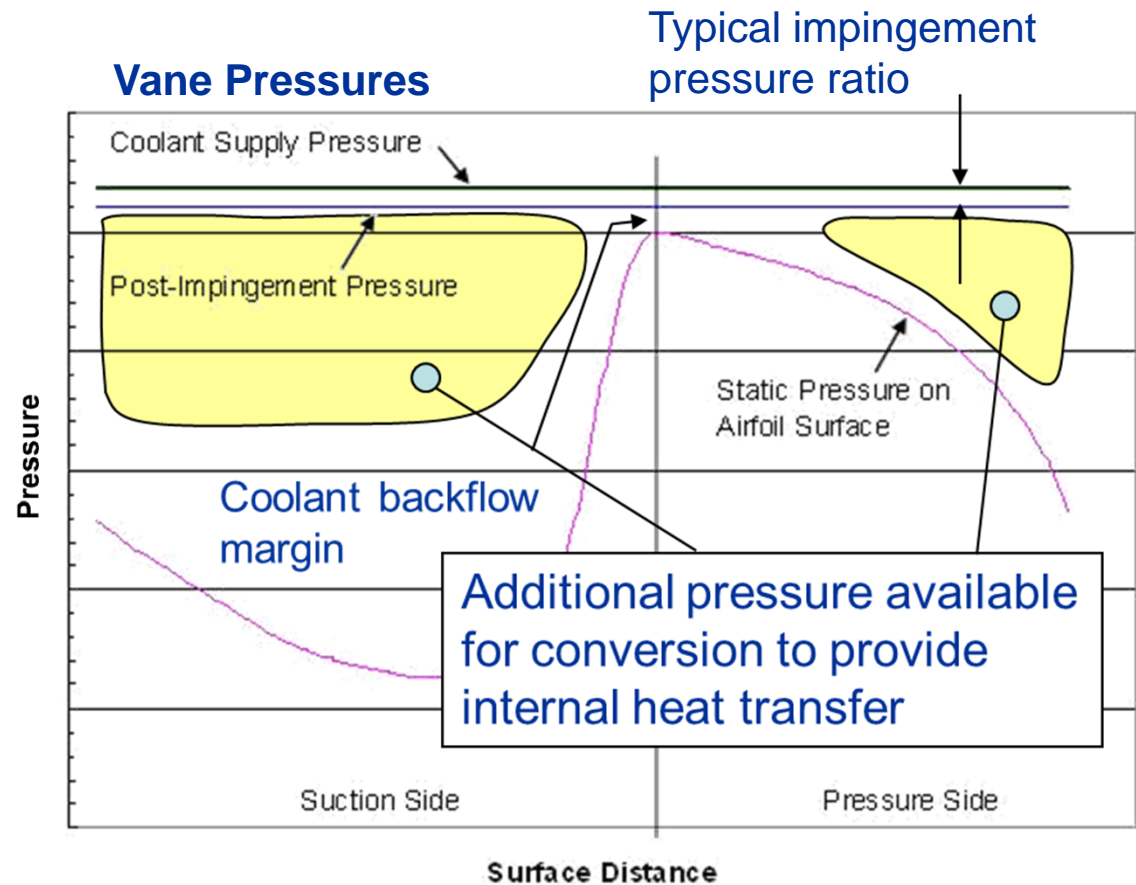 Typical impingement
pressure ratio
Vane Pressures
Coolant Supply Pressure
Post-Impingement Pressure
Static Pressure on
Airfoil Surface
Pressure
Coolant backflow
margin
Additional pressure available
for conversion to provide
internal heat transfer
Suction Side
Pressure Side
Surface Distance